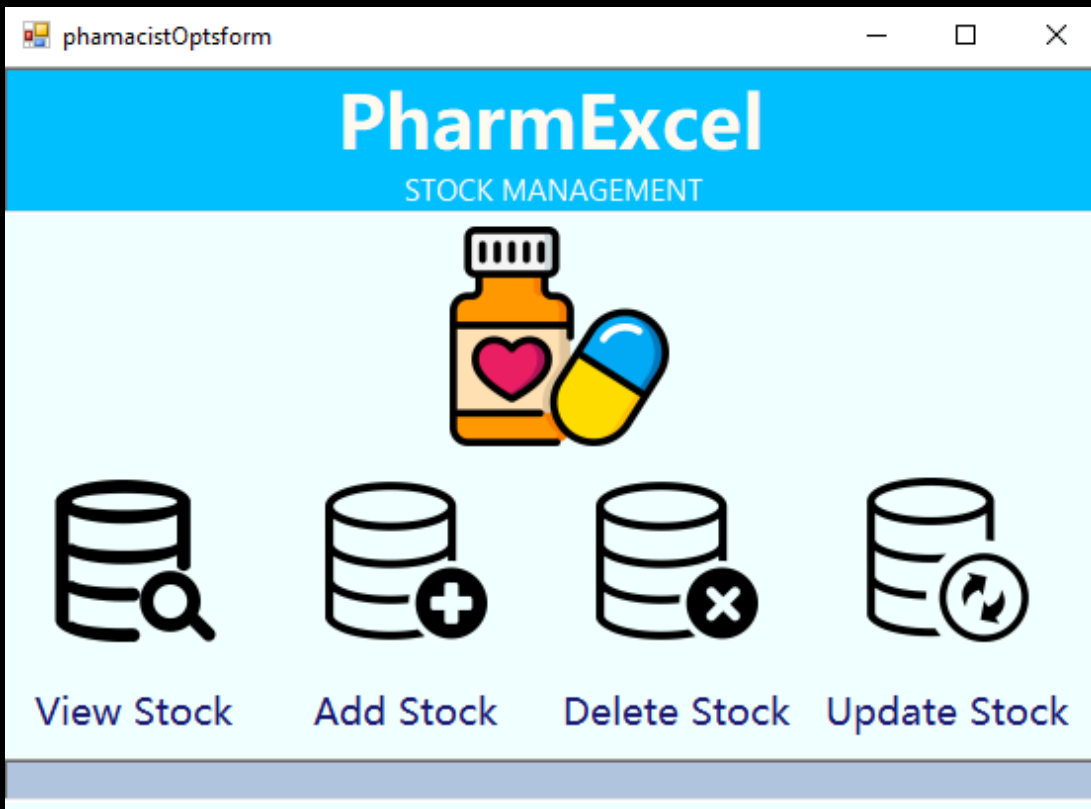 phamacistOptsform
PharmExcel
STOCK MANAGEMENT
View Stock Add Stock Delete Stock Update Stock